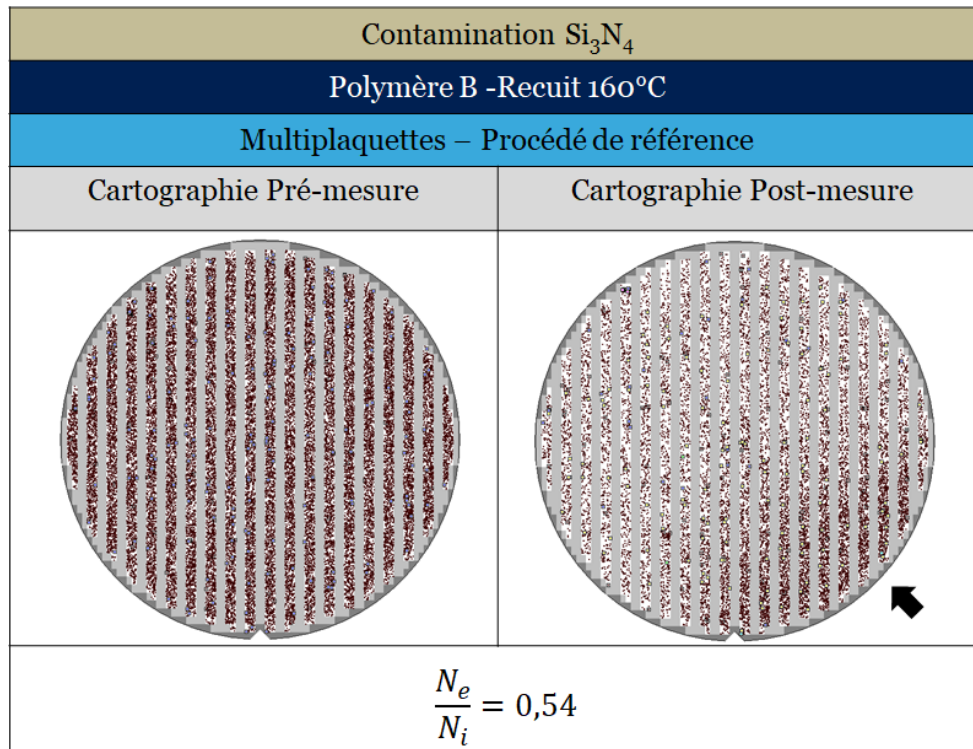 Contamination Si₃N₄
Polymère B -Recuit 160°C
Multiplaquettes – Procédé de référence
Cartographie Pré-mesure
Cartographie Post-mesure
Nₑ/Nᵢ = 0,54